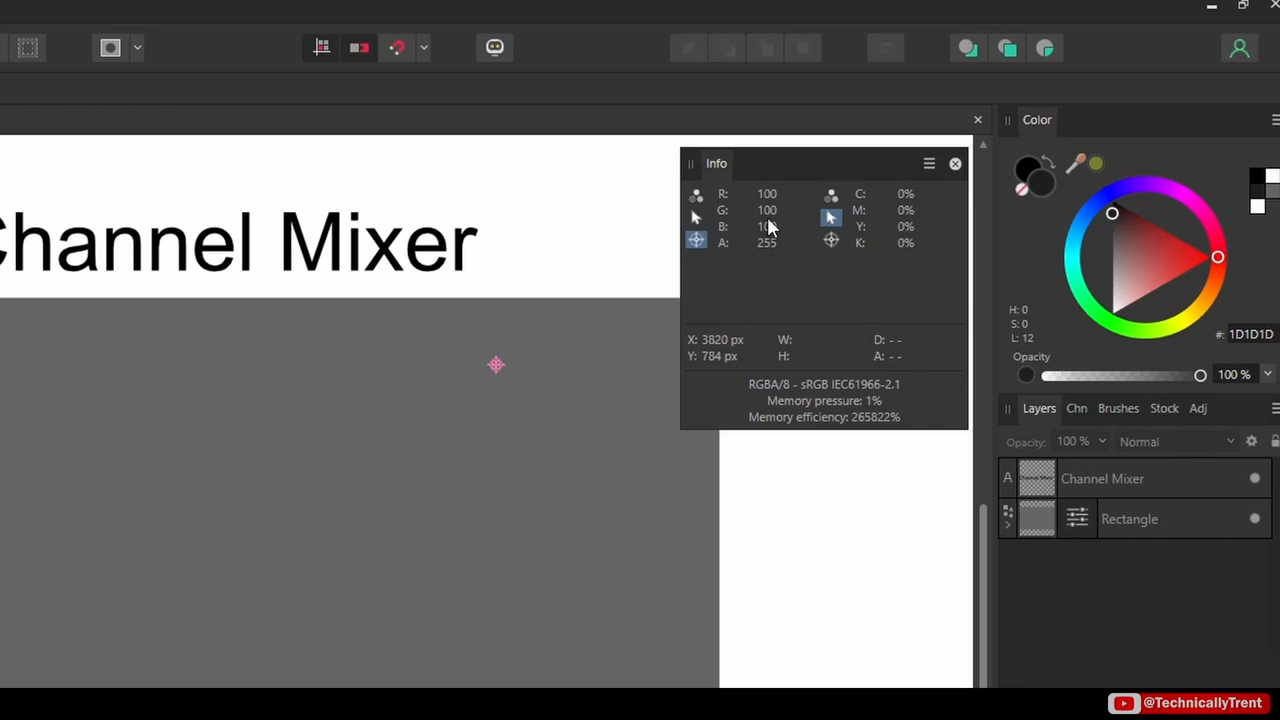 Color
Info
R: 100
C: 0%
G: 100
M: 0%
B:
Y: 0%
A: 255
K: 0%
Channel Mixer
H: 0
S: 0
L: 12
#: 1D1D1D
X: 3820 px
W:
D: - -
Y: 784 px
H:
A: - -
Opacity
100 %
RGBA/8 - sRGB IEC61966-2.1
Memory pressure: 1%
Memory efficiency: 265822%
Layers Chn Brushes Stock Adj
Opacity: 100 % Normal
A Channel Mixer
Rectangle
@TechnicallyTrent